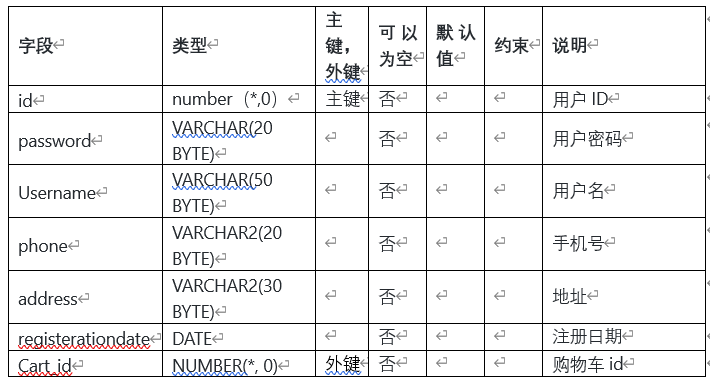 字段 类型 主键，外键 可以为空 默认值 约束 说明
id number（*,0） 主键 否 用户 ID
password VARCHAR(20 BYTE) 否 用户密码
Username VARCHAR(50 BYTE) 否 用户名
phone VARCHAR2(20 BYTE) 否 手机号
address VARCHAR2(30 BYTE) 否 地址
registerationdate DATE 否 注册日期
Cart_id NUMBER(*, 0) 外键 否 购物车 id